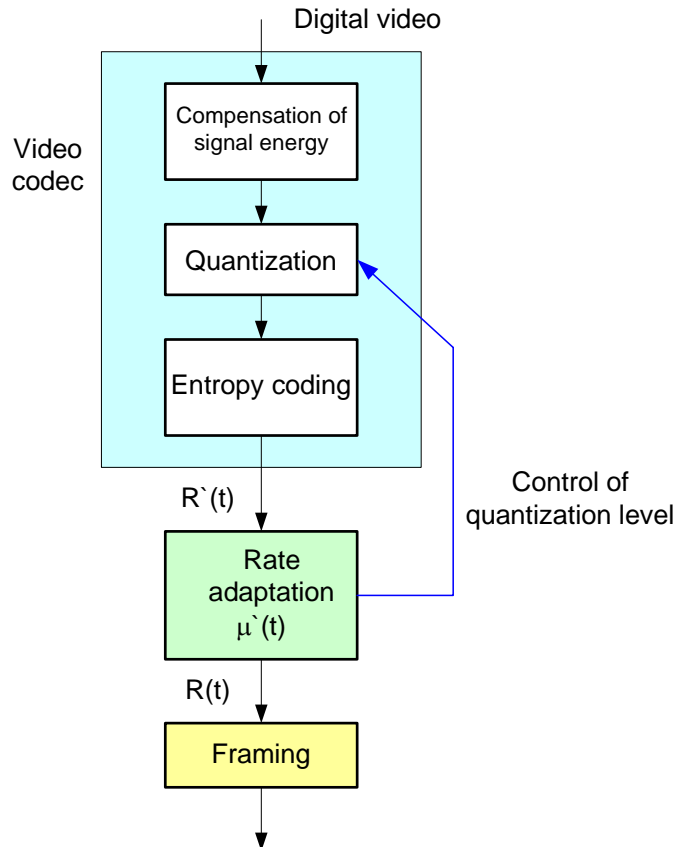 Digital video
Video
codec
Compensation of
signal energy
Quantization
Entropy coding
R`(t)
Control of
quantization level
Rate
adaptation
μ`(t)
R(t)
Framing